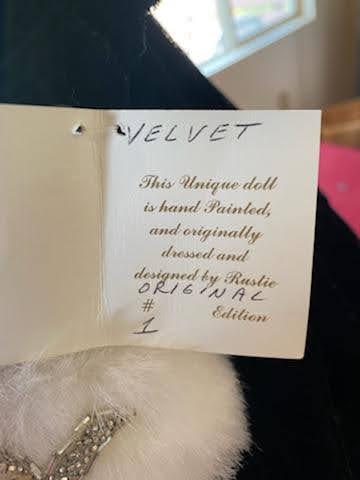 VELVET
This Unique doll
is hand Painted,
and originally
dressed and
designed by Rustie
ORIGINAL
# Edition
1